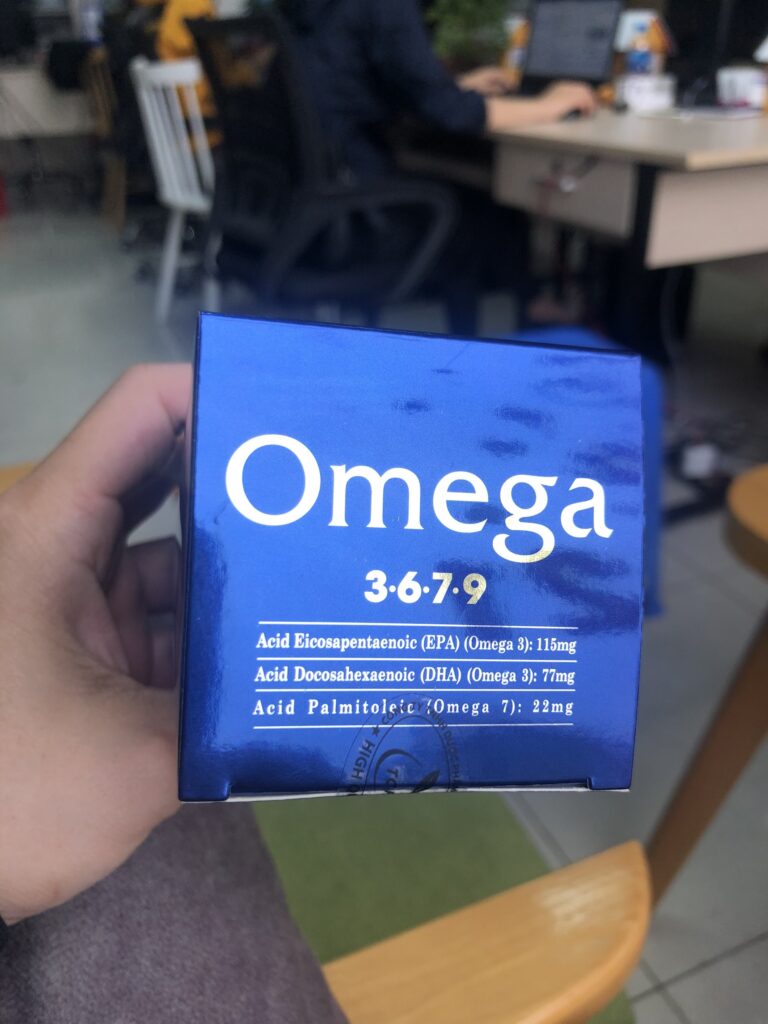 Omega
3·6·7·9
Acid Eicosapentaenoic (EPA) (Omega 3): 115mg
Acid Docosahexaenoic (DHA) (Omega 3): 77mg
Acid Palmitoleic (Omega 7): 22mg
HIGH